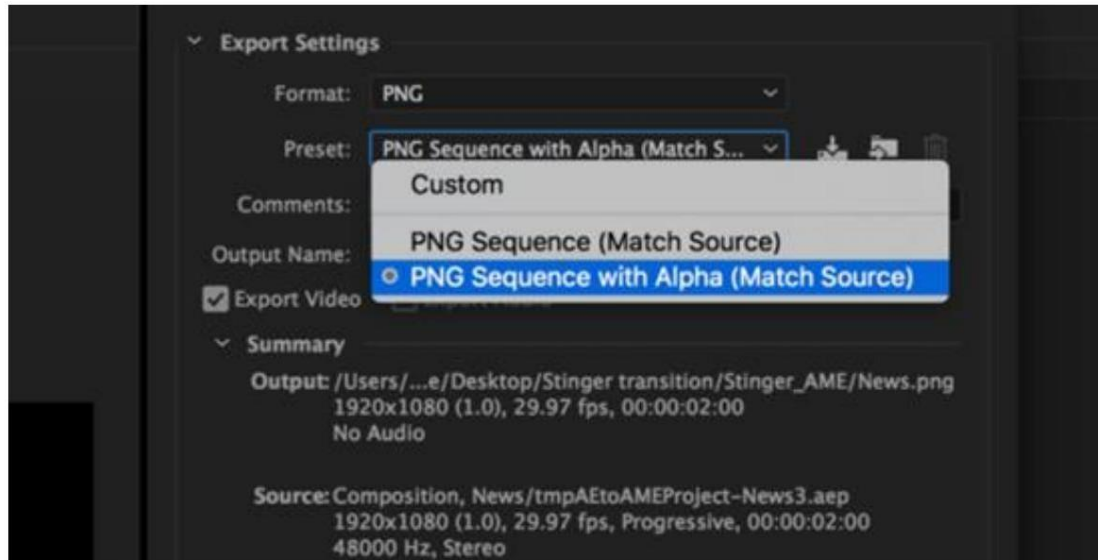 Export Settings
Format: PNG
Preset: PNG Sequence with Alpha (Match S...
Custom
Comments:
PNG Sequence (Match Source)
Output Name:
PNG Sequence with Alpha (Match Source)
Export Video
Summary
Output: /Users/...e/Desktop/Stinger transition/Stinger_AME/News.png
1920x1080 (1.0), 29.97 fps, 00:00:02:00
No Audio
Source: Composition, News/tmpAEtoAMEProject-News3.aep
1920x1080 (1.0), 29.97 fps, Progressive, 00:00:02:00
48000 Hz, Stereo